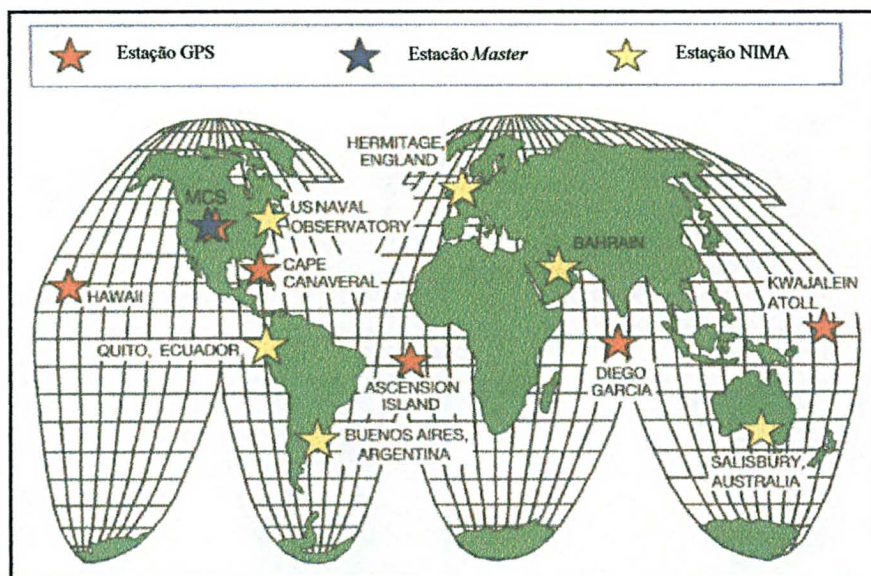 Estação GPS
Estacão Master
Estação NIMA
HERMITAGE,
ENGLAND
MCS
US NAVAL
OBSERVATORY
BAHRAIN
CAPE
CANAVERAL
KWAJALEIN
ATOLL
HAWAII
QUITO, ECUADOR
ASCENSION
ISLAND
DIEGO
GARCIA
BUENOS AIRES,
ARGENTINA
SALISBURY,
AUSTRALIA